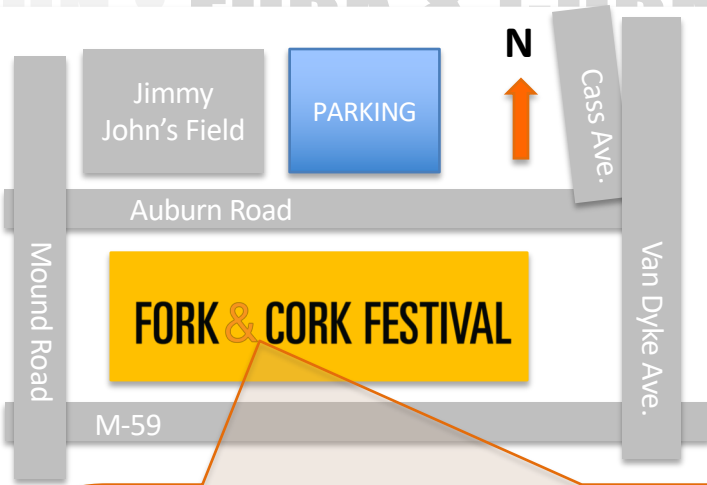 N
Jimmy
John's Field
PARKING
Cass Ave.
Auburn Road
Mound Road
Van Dyke Ave.
FORK & CORK FESTIVAL
M-59